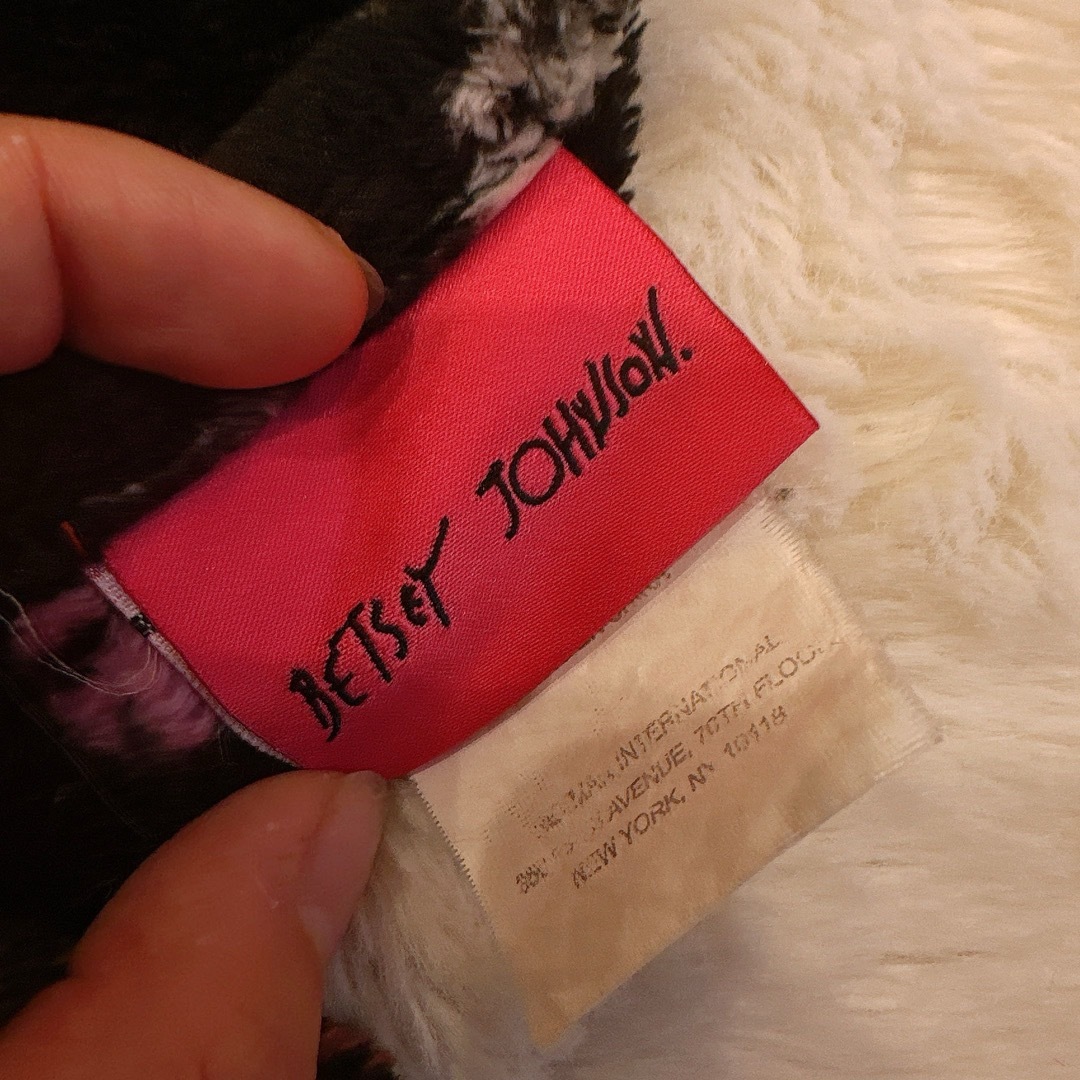 BETSEY JOHNSON.
INTERNATIONAL
AVENUE, 70TH FLOOR
NEW YORK, NY 10118